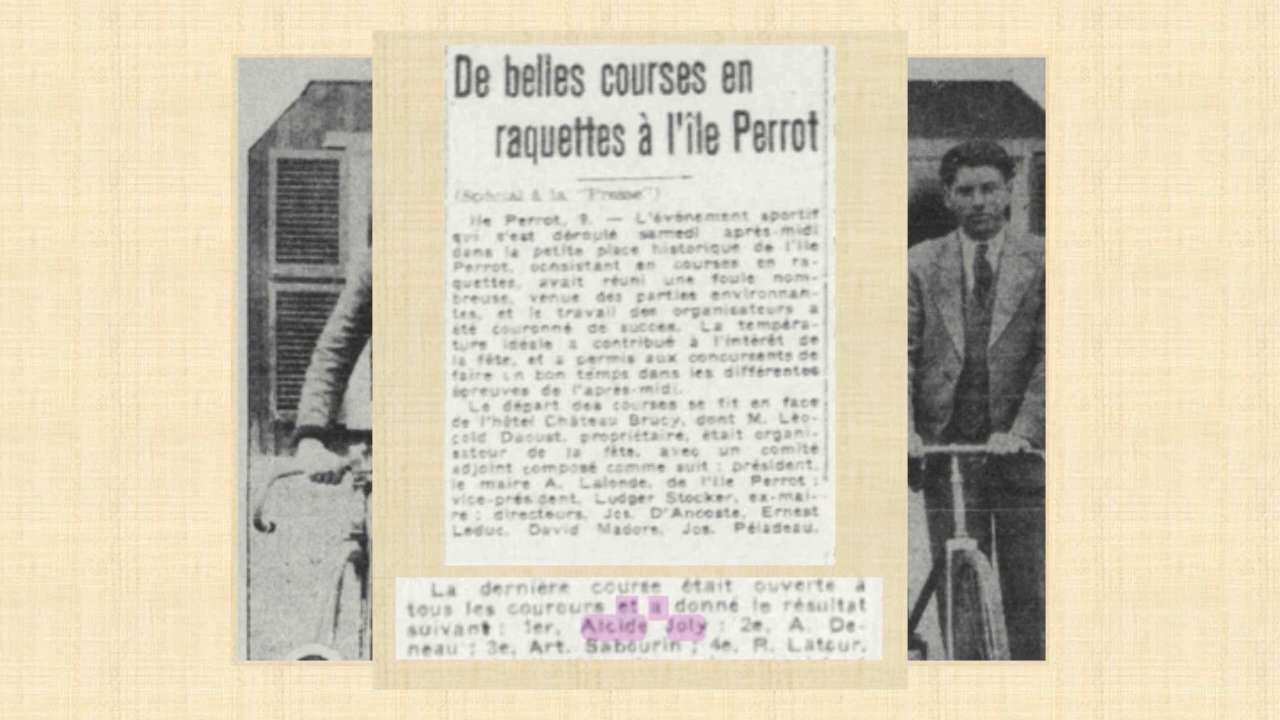 De belles courses en
raquettes à l'île Perrot
(Spécial à la "Presse")
Ile Perrot, 9. — L'événement sportif
qui s'est déroulé samedi après-midi
dans la petite place historique de l'Ile
Perrot, consistant en courses en ra-
quettes, avait réuni une foule nom-
breuse, venue des parties environnan-
tes, et le travail des organisateurs a
été couronné de succès. La tempéra-
ture idéale a contribué à l'intérêt de
la fête, et a permis aux concurrents de
faire un bon temps dans les différentes
épreuves de l'après-midi.
Le départ des courses se fit en face
de l'hôtel Château Brucy, dont M. Léo-
pold Daoust, propriétaire, était organi-
sateur de la fête, avec un comité
adjoint composé comme suit : président,
le maire A. Lalonde, de l'Ile Perrot ;
vice-président, Ludger Stocker, ex-mai-
re ; directeurs, Jos. D'Ancoste, Ernest
Leduc, David Madore, Jos. Péladeau,
La dernière course était ouverte à
tous les coureurs et a donné le résultat
suivant : 1er, Alcide Joly ; 2e, A. De-
neau ; 3e, Art. Sabourin ; 4e, R. Latour,